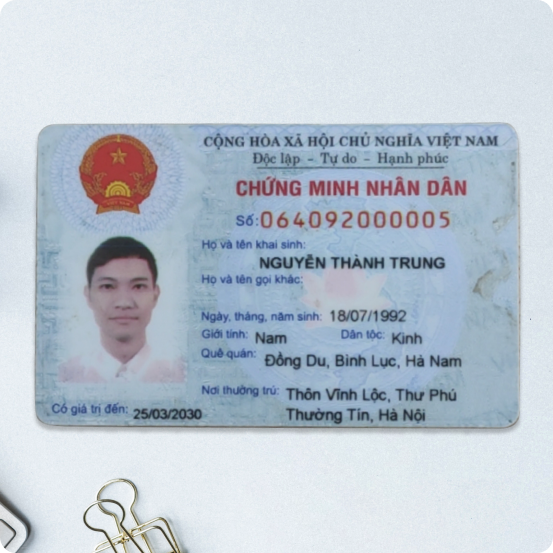 CỘNG HÒA XÃ HỘI CHỦ NGHĨA VIỆT NAM
Độc lập - Tự do - Hạnh phúc
CHỨNG MINH NHÂN DÂN
Số: 064092000005
Họ và tên khai sinh:
NGUYỄN THÀNH TRUNG
Họ và tên gọi khác:
Ngày, tháng, năm sinh: 18/07/1992
Giới tính: Nam Dân tộc: Kinh
Quê quán: Đồng Du, Bình Lục, Hà Nam
Nơi thường trú: Thôn Vĩnh Lộc, Thư Phú
Thường Tín, Hà Nội
Có giá trị đến: 25/03/2030